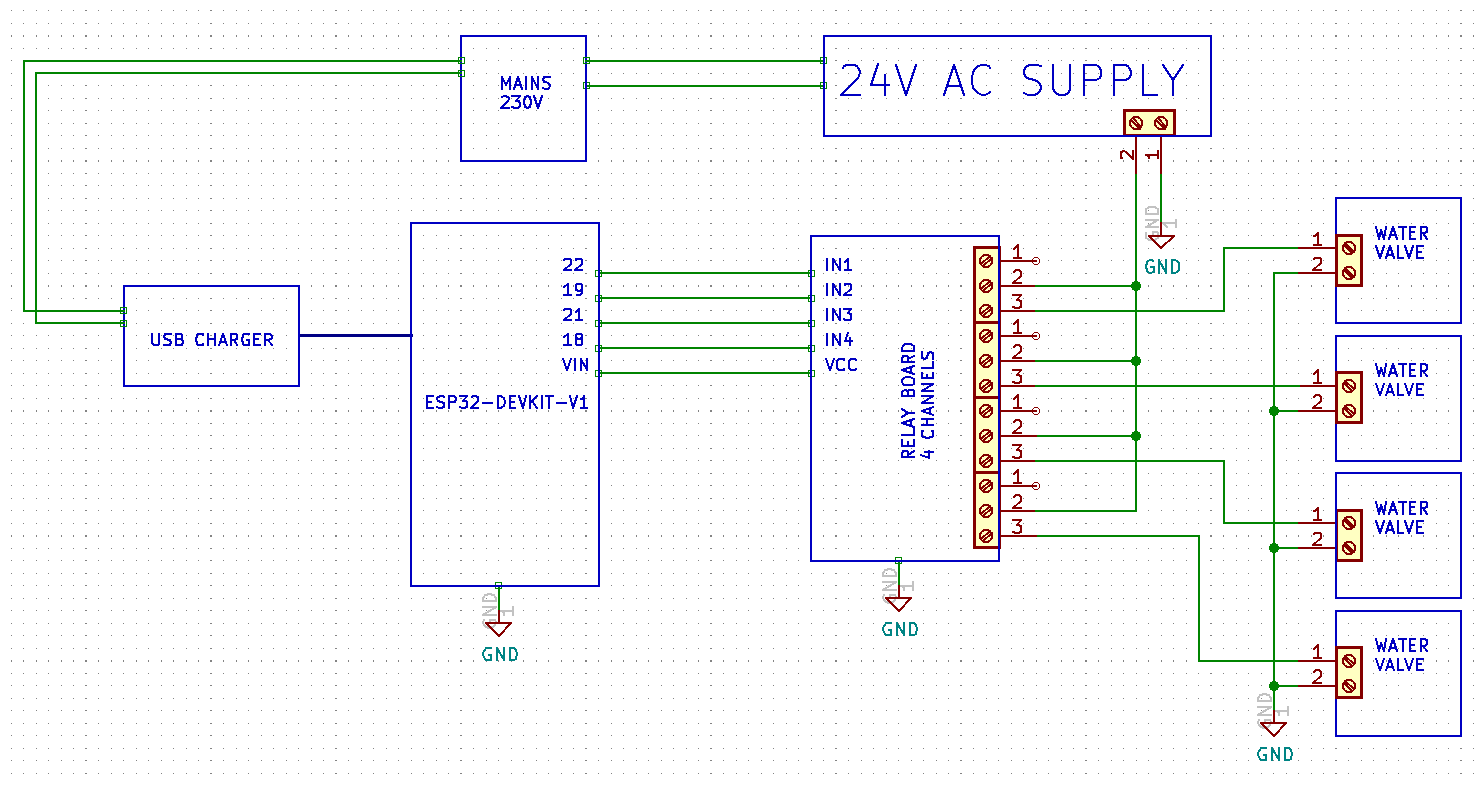 MAINS
230V
24V AC SUPPLY
2
1
GND
1
GND
USB CHARGER
22
19
21
18
VIN
ESP32-DEVKIT-V1
GND
1
GND
IN1
IN2
IN3
IN4
VCC
RELAY BOARD
4 CHANNELS
1
2
3
1
2
3
1
2
3
1
2
3
GND
1
GND
1
2
WATER
VALVE
1
2
WATER
VALVE
1
2
WATER
VALVE
1
2
WATER
VALVE
GND
1
GND